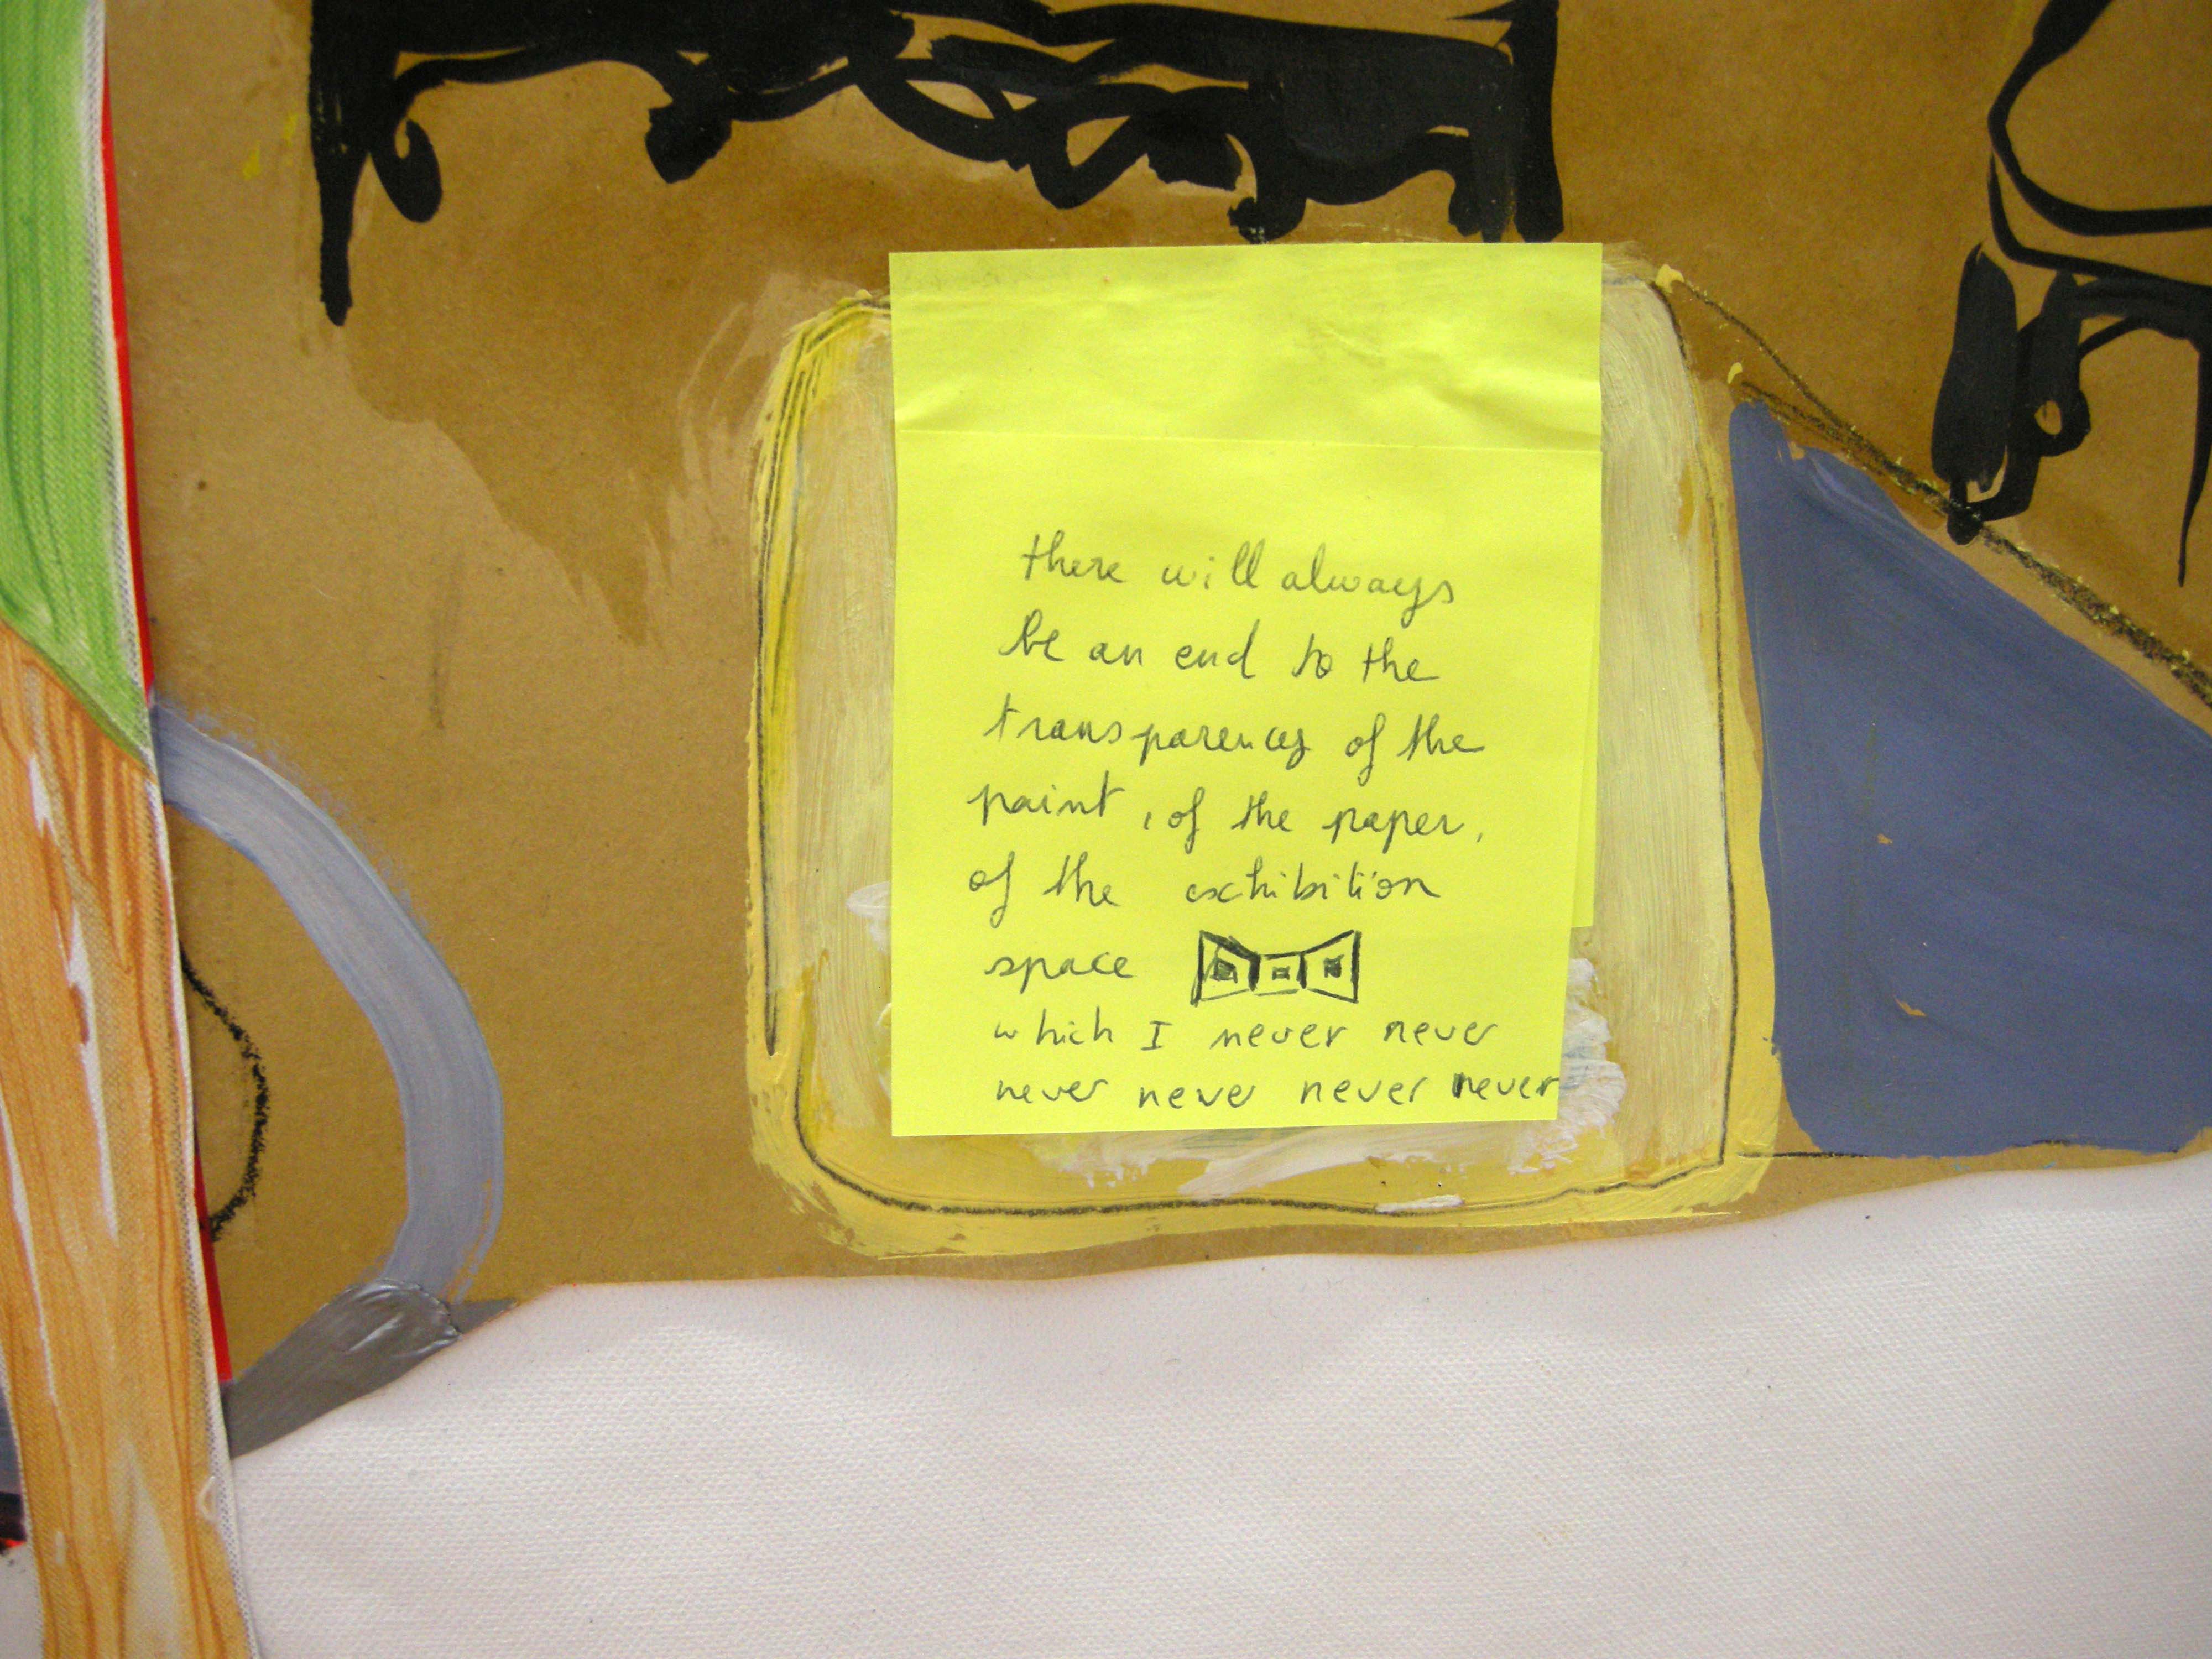 there will always
be an end to the
transparency of the
paint, of the paper,
of the exhibition
space
which I never never
never never never never